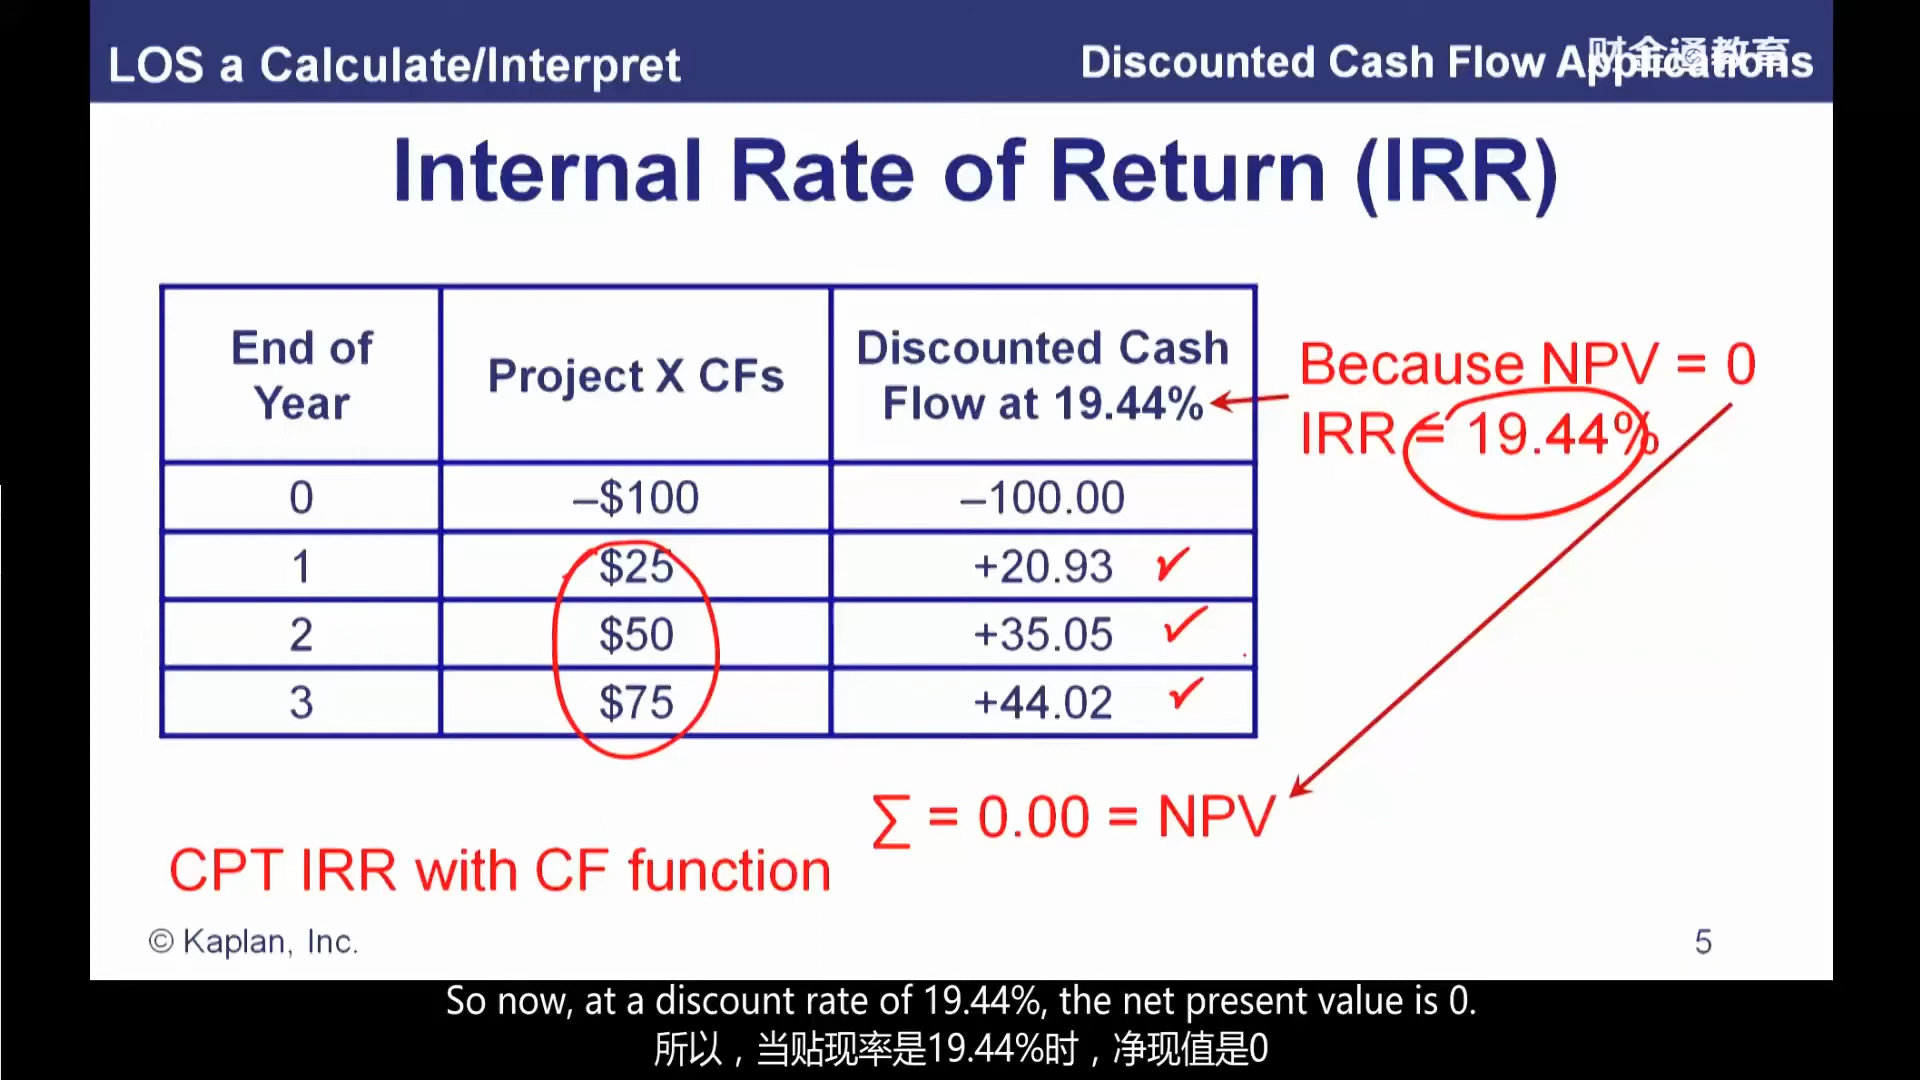 LOS a Calculate/Interpret
Discounted Cash Flow Applications
财金通教育
Internal Rate of Return (IRR)
End of Year
Project X CFs
Discounted Cash Flow at 19.44%
0
–$100
–100.00
1
$25
+20.93
2
$50
+35.05
3
$75
+44.02
Because NPV = 0
IRR = 19.44%
∑ = 0.00 = NPV
CPT IRR with CF function
© Kaplan, Inc.
5
So now, at a discount rate of 19.44%, the net present value is 0.
所以，当贴现率是19.44%时，净现值是0